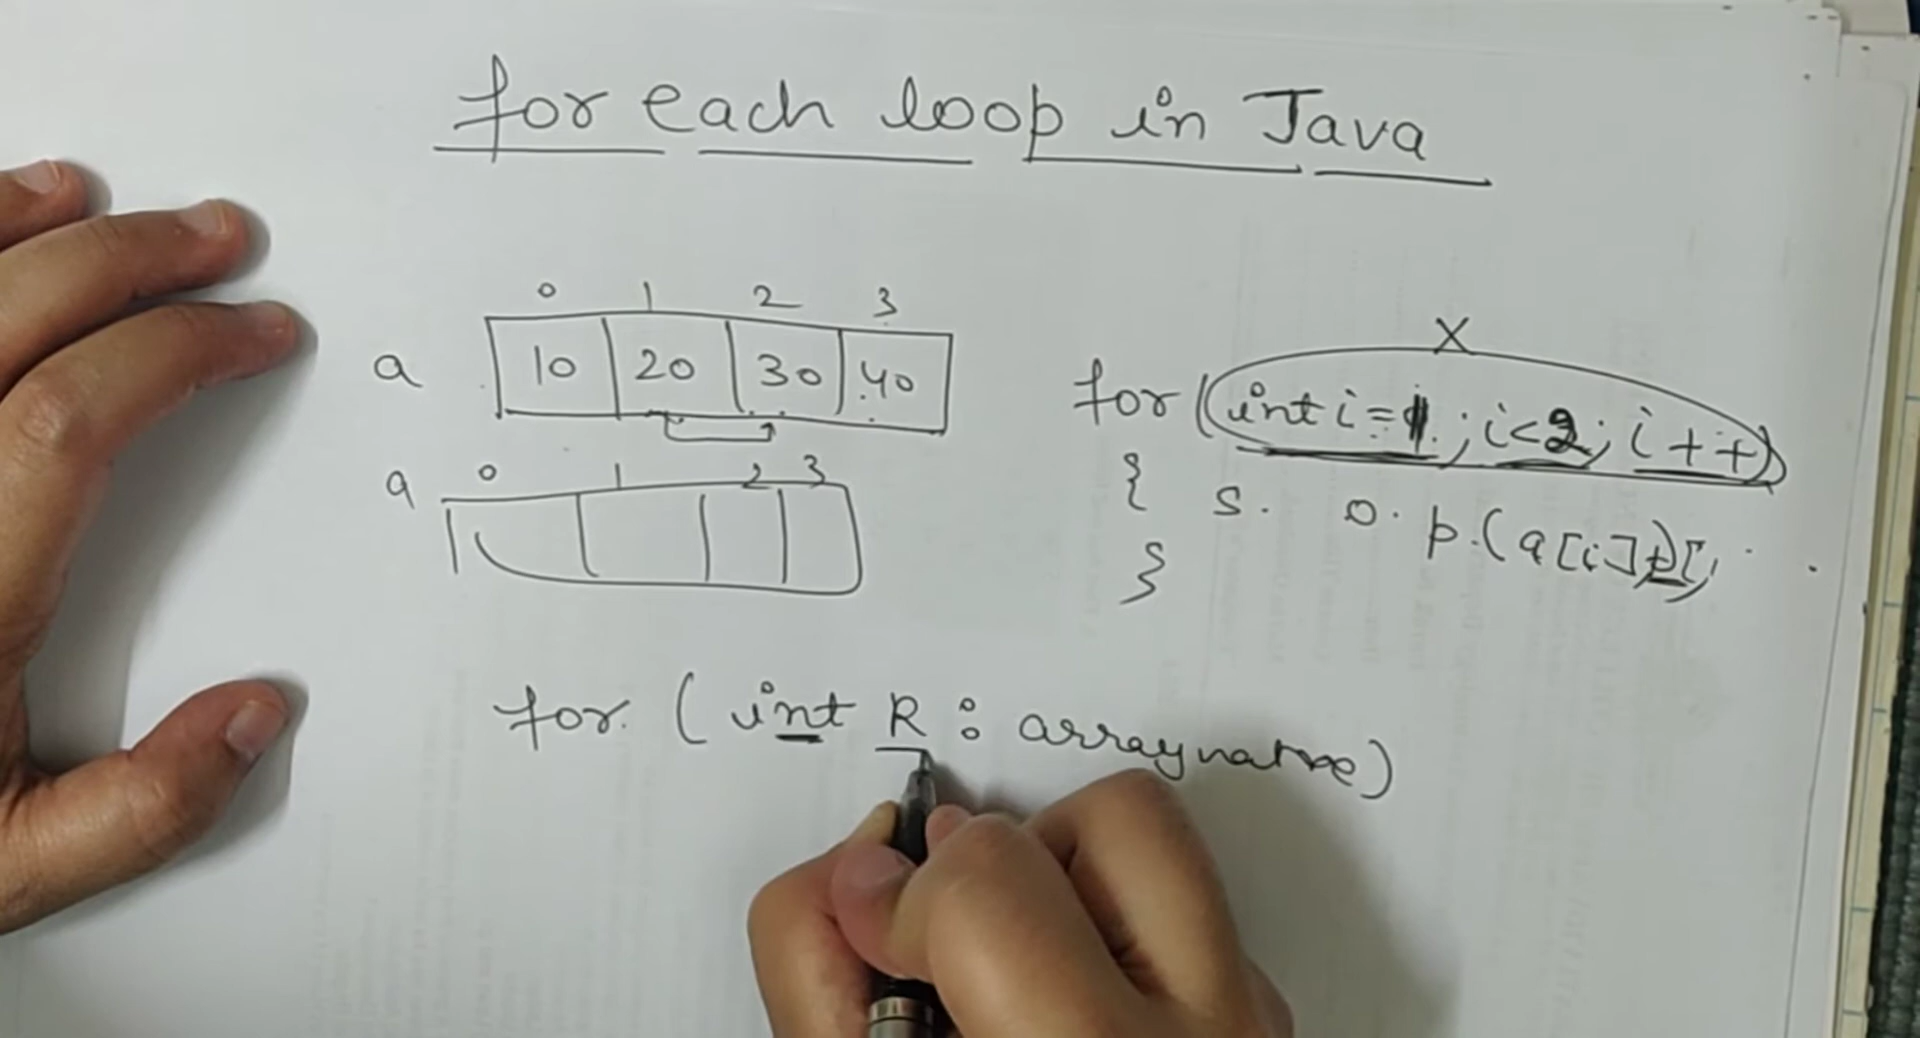 for each loop in Java
0 1 2 3
a 10 20 30 40
X
for (int i=1; i<2; i++)
a 0 1 2 3
{ s. o. p.(a[i]
}
for (int R : arrayname)